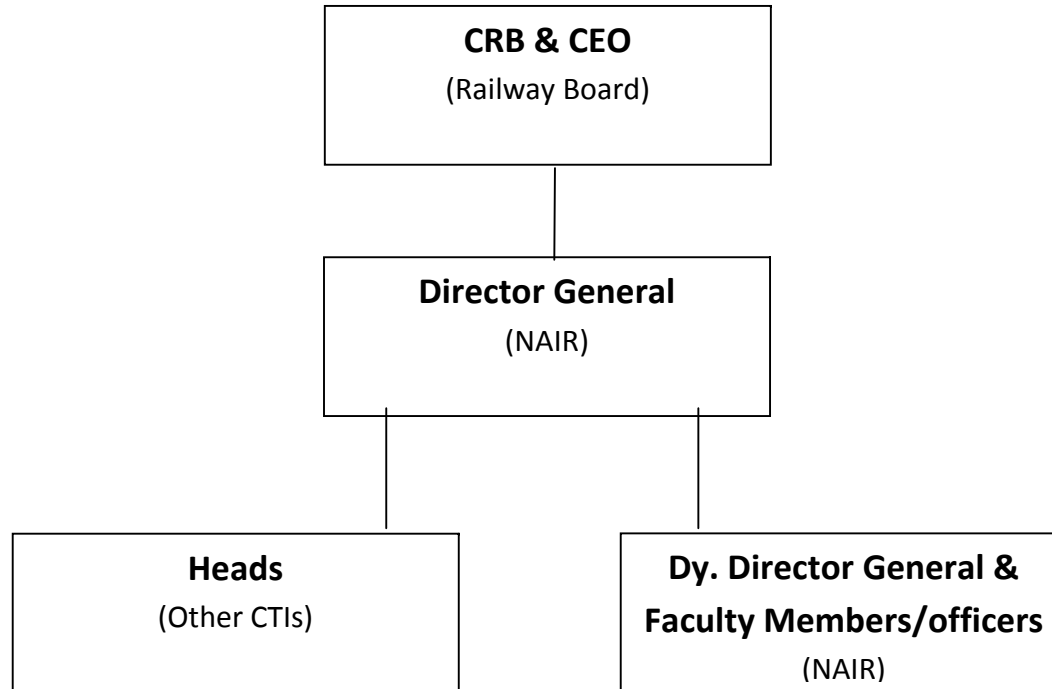 CRB & CEO
(Railway Board)
Director General
(NAIR)
Heads
(Other CTIs)
Dy. Director General &
Faculty Members/officers
(NAIR)